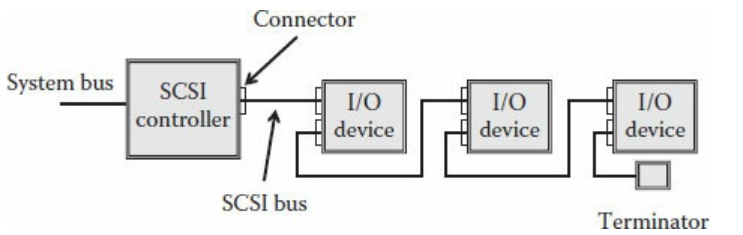 Connector
System bus
SCSI
controller
I/O
device
I/O
device
I/O
device
SCSI bus
Terminator